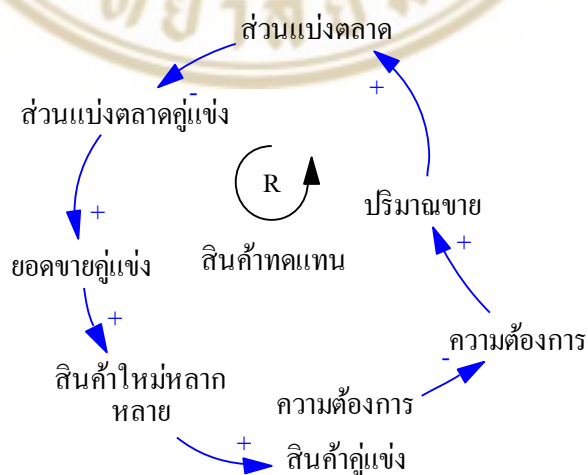 ส่วนแบ่งตลาด
-
+
ส่วนแบ่งตลาดคู่แข่ง
R
ปริมาณขาย
+
+
ยอดขายคู่แข่ง
สินค้าทดแทน
+
ความต้องการ
-
สินค้าใหม่หลาก
หลาย
ความต้องการ
สินค้าคู่แข่ง
+